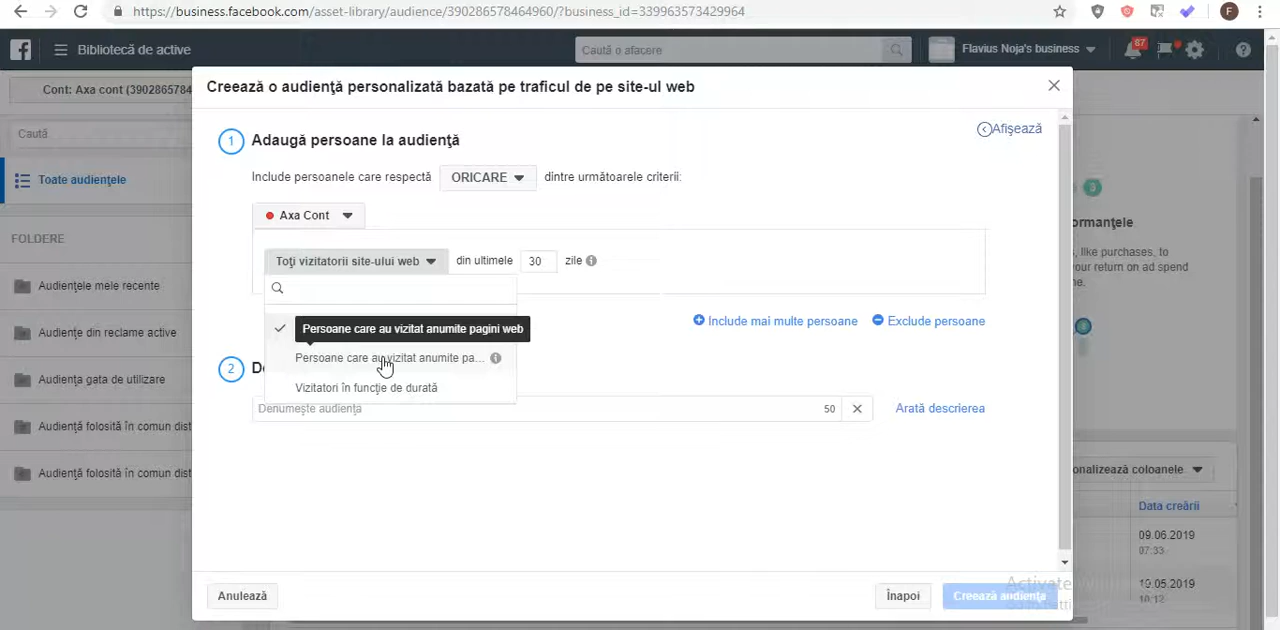 https://business.facebook.com/asset-library/audience/390286578464960/?business_id=339963573429964
F
Bibliotecă de active
Caută o afacere
Flavius Noja's business
87
Cont: Axa cont (3902865784
Caută
Toate audiențele
FOLDERE
Audiențele mele recente
Audiențe din reclame active
Audiența gata de utilizare
Audiență folosită în comun dist
Audiență folosită în comun dist
Creează o audiență personalizată bazată pe traficul de pe site-ul web
Afișează
1 Adaugă persoane la audiență
Include persoanele care respectă ORICARE dintre următoarele criterii:
Axa Cont
Toți vizitatorii site-ului web din ultimele 30 zile
Persoane care au vizitat anumite pagini web
Persoane care au vizitat anumite pa...
Vizitatori în funcție de durată
Include mai multe persoane Exclude persoane
2 De
Denumește audiența 50 Arată descrierea
Anulează Înapoi Creează audiența
ormanțele
, like purchases, to
your return on ad spend
ne.
onalizează coloanele
Data creării
09.06.2019
07:33
19.05.2019
10:12
Activate